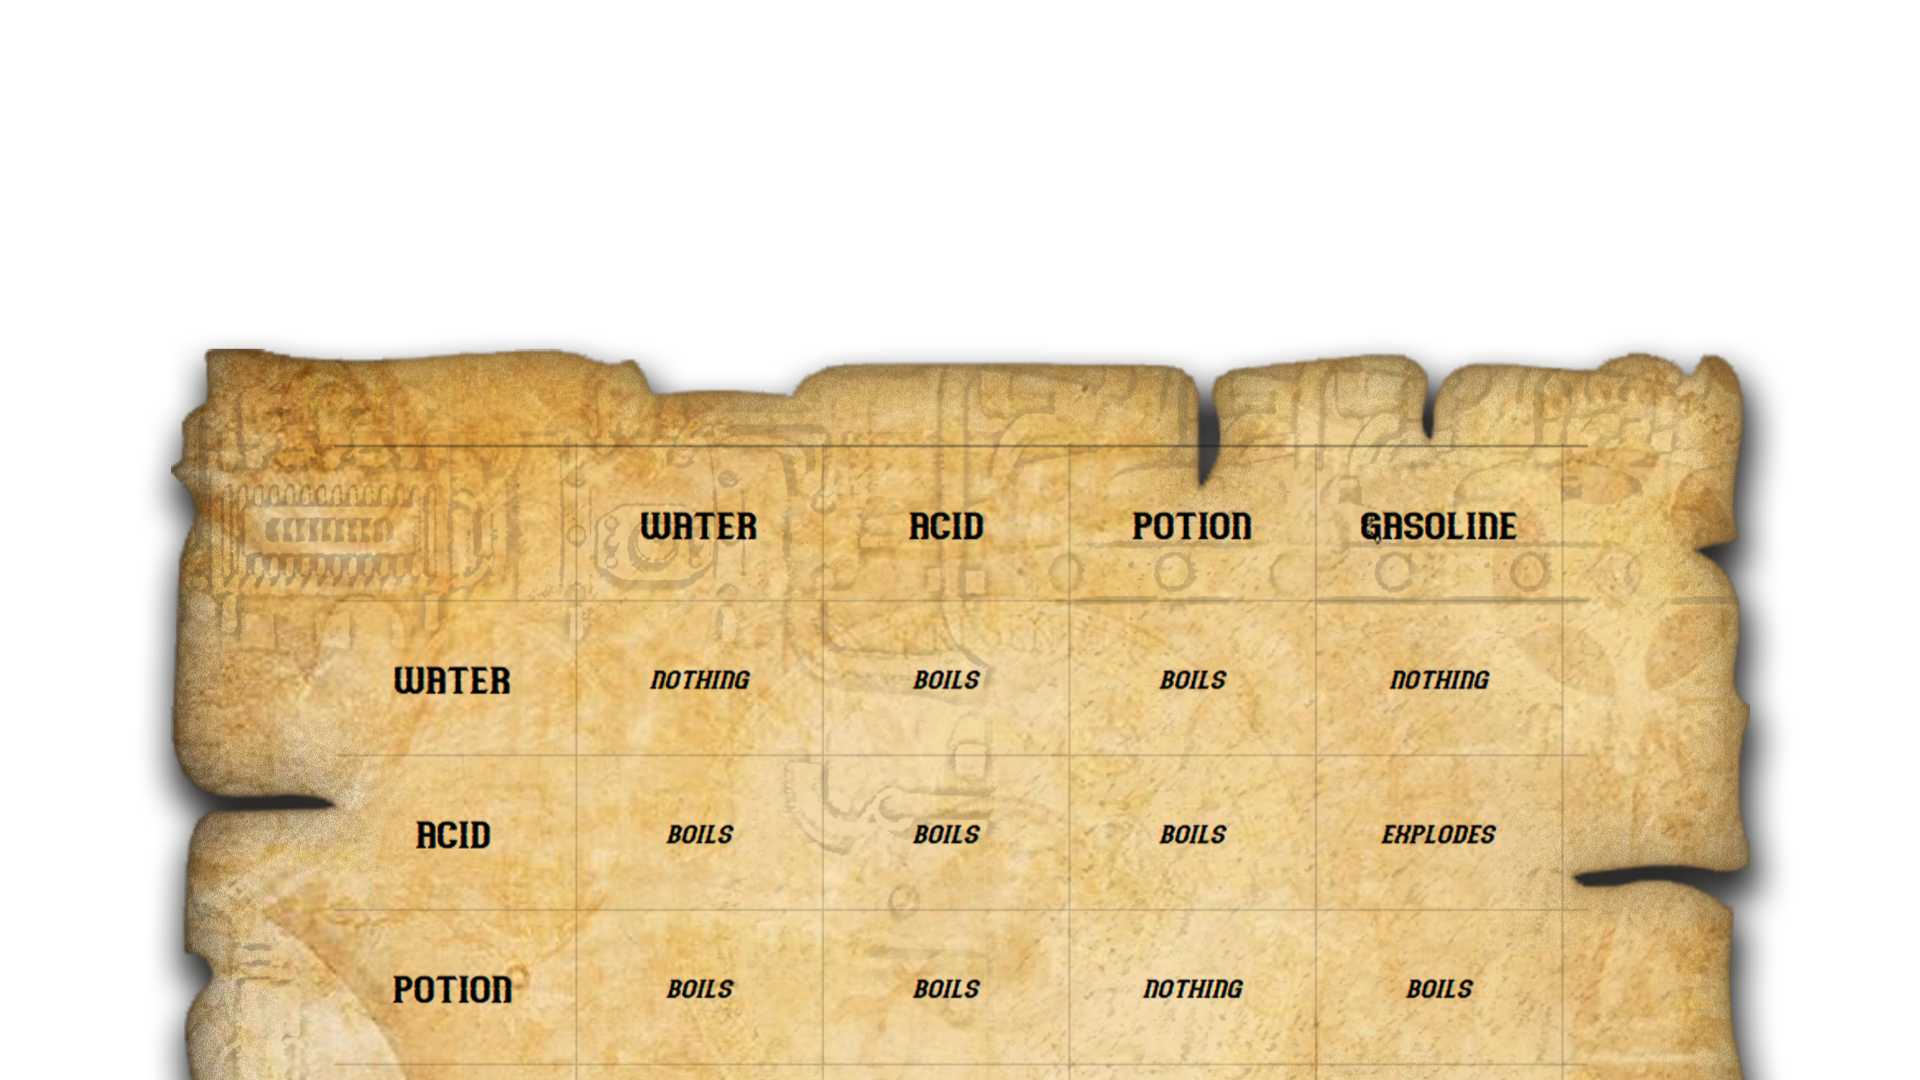 WATER ACID POTION GASOLINE
WATER NOTHING BOILS BOILS NOTHING
ACID BOILS BOILS BOILS EXPLODES
POTION BOILS BOILS NOTHING BOILS